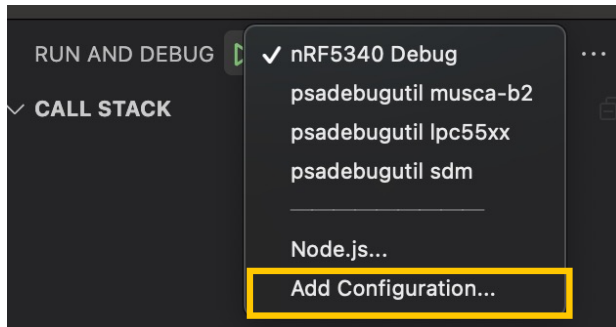 RUN AND DEBUG
✓ nRF5340 Debug
...
psadebugutil musca-b2
CALL STACK
psadebugutil lpc55xx
psadebugutil sdm
Node.js...
Add Configuration...